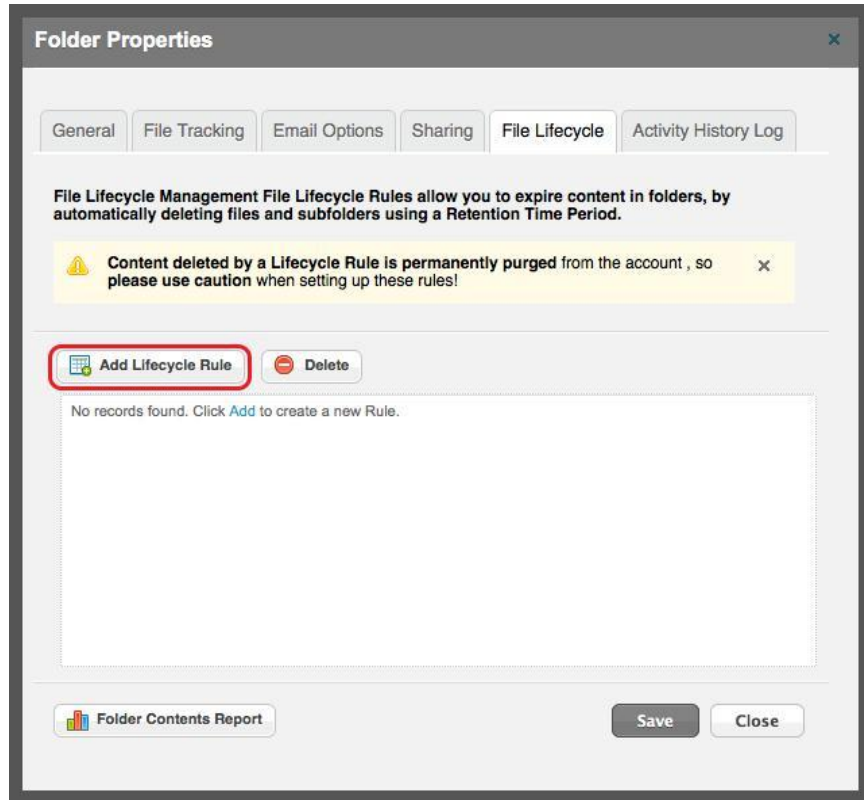 Folder Properties
×
General File Tracking Email Options Sharing File Lifecycle Activity History Log
File Lifecycle Management File Lifecycle Rules allow you to expire content in folders, by
automatically deleting files and subfolders using a Retention Time Period.
Content deleted by a Lifecycle Rule is permanently purged from the account , so ×
please use caution when setting up these rules!
Add Lifecycle Rule Delete
No records found. Click Add to create a new Rule.
Folder Contents Report Save Close